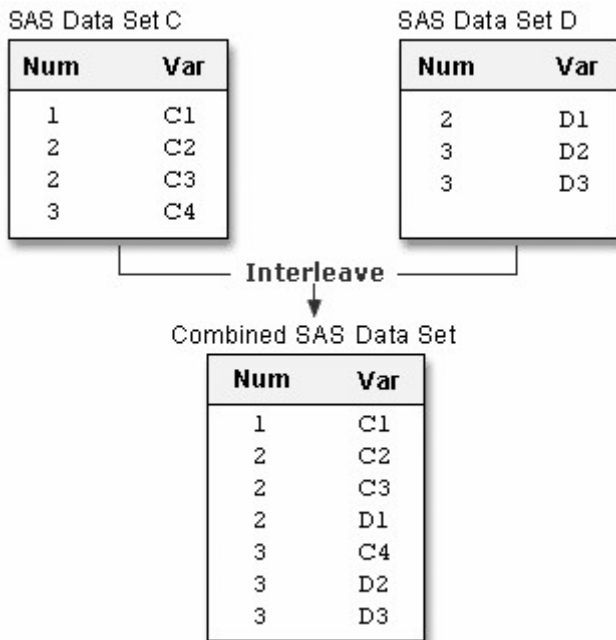 SAS Data Set C
Num Var
1 C1
2 C2
2 C3
3 C4
SAS Data Set D
Num Var
2 D1
3 D2
3 D3
Interleave
Combined SAS Data Set
Num Var
1 C1
2 C2
2 C3
2 D1
3 C4
3 D2
3 D3